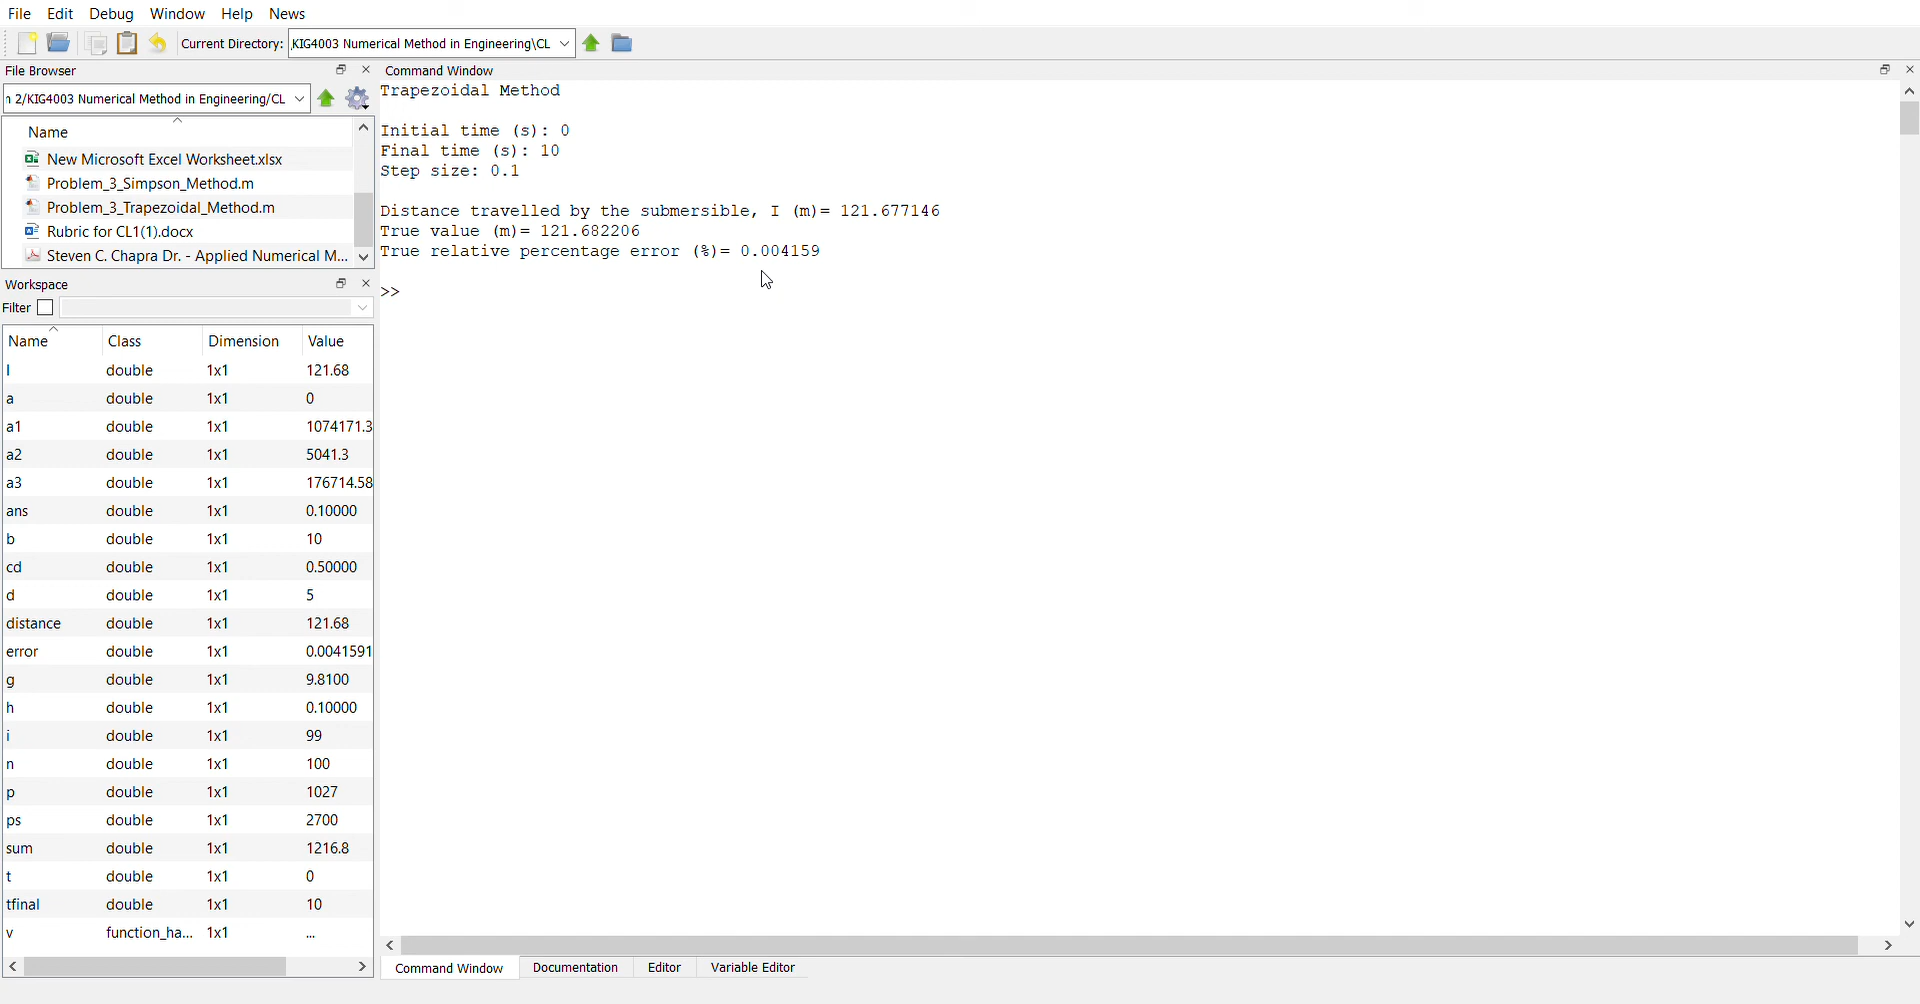 File Edit Debug Window Help News
Current Directory: KIG4003 Numerical Method in Engineering\CL
File Browser
2/KIG4003 Numerical Method in Engineering/CL
Name
New Microsoft Excel Worksheet.xlsx
Problem_3_Simpson_Method.m
Problem_3_Trapezoidal_Method.m
Rubric for CL1(1).docx
Steven C. Chapra Dr. - Applied Numerical M...
Workspace
Filter
Name Class Dimension Value
I double 1x1 121.68
a double 1x1 0
a1 double 1x1 1074171.3
a2 double 1x1 5041.3
a3 double 1x1 176714.58
ans double 1x1 0.10000
b double 1x1 10
cd double 1x1 0.50000
d double 1x1 5
distance double 1x1 121.68
error double 1x1 0.0041591
g double 1x1 9.8100
h double 1x1 0.10000
i double 1x1 99
n double 1x1 100
p double 1x1 1027
ps double 1x1 2700
sum double 1x1 1216.8
t double 1x1 0
tfinal double 1x1 10
v function_ha... 1x1 ...
Command Window
Trapezoidal Method
Initial time (s): 0
Final time (s): 10
Step size: 0.1
Distance travelled by the submersible, I (m)= 121.677146
True value (m)= 121.682206
True relative percentage error (%)= 0.004159
>>
Command Window Documentation Editor Variable Editor